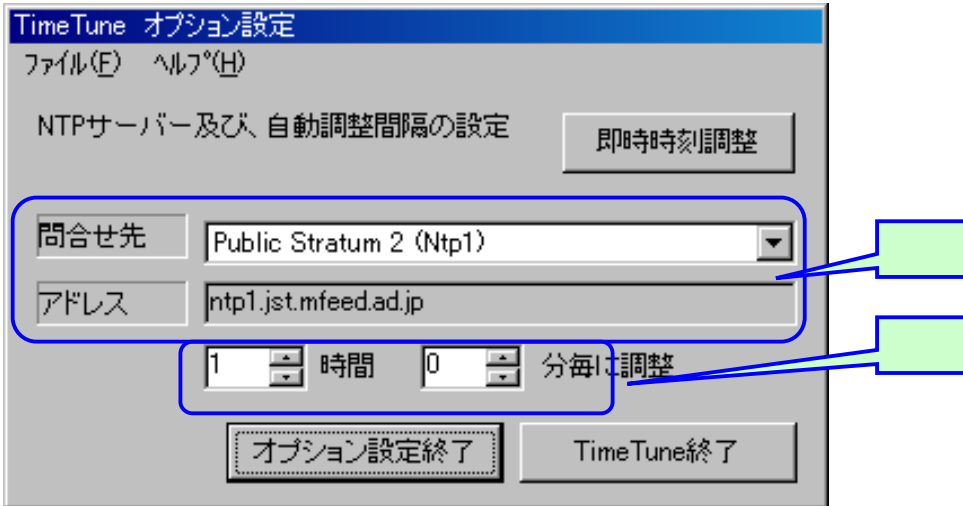 TimeTune オプション設定
ファイル(F) ヘルプ(H)
NTPサーバー及び、自動調整間隔の設定
即時時刻調整
問合せ先
Public Stratum 2 (Ntp1)
アドレス
ntp1.jst.mfeed.ad.jp
1 時間 0 分毎に調整
オプション設定終了
TimeTune終了